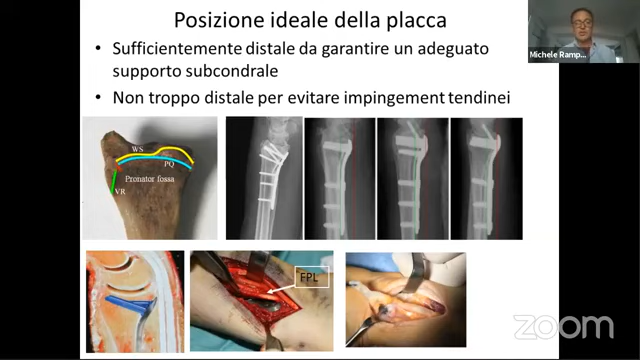 Posizione ideale della placca
• Sufficientemente distale da garantire un adeguato
supporto subcondrale
• Non troppo distale per evitare impingement tendinei
Michele Ramp...
WS
PQ
Pronator fossa
VR
FPL
zoom